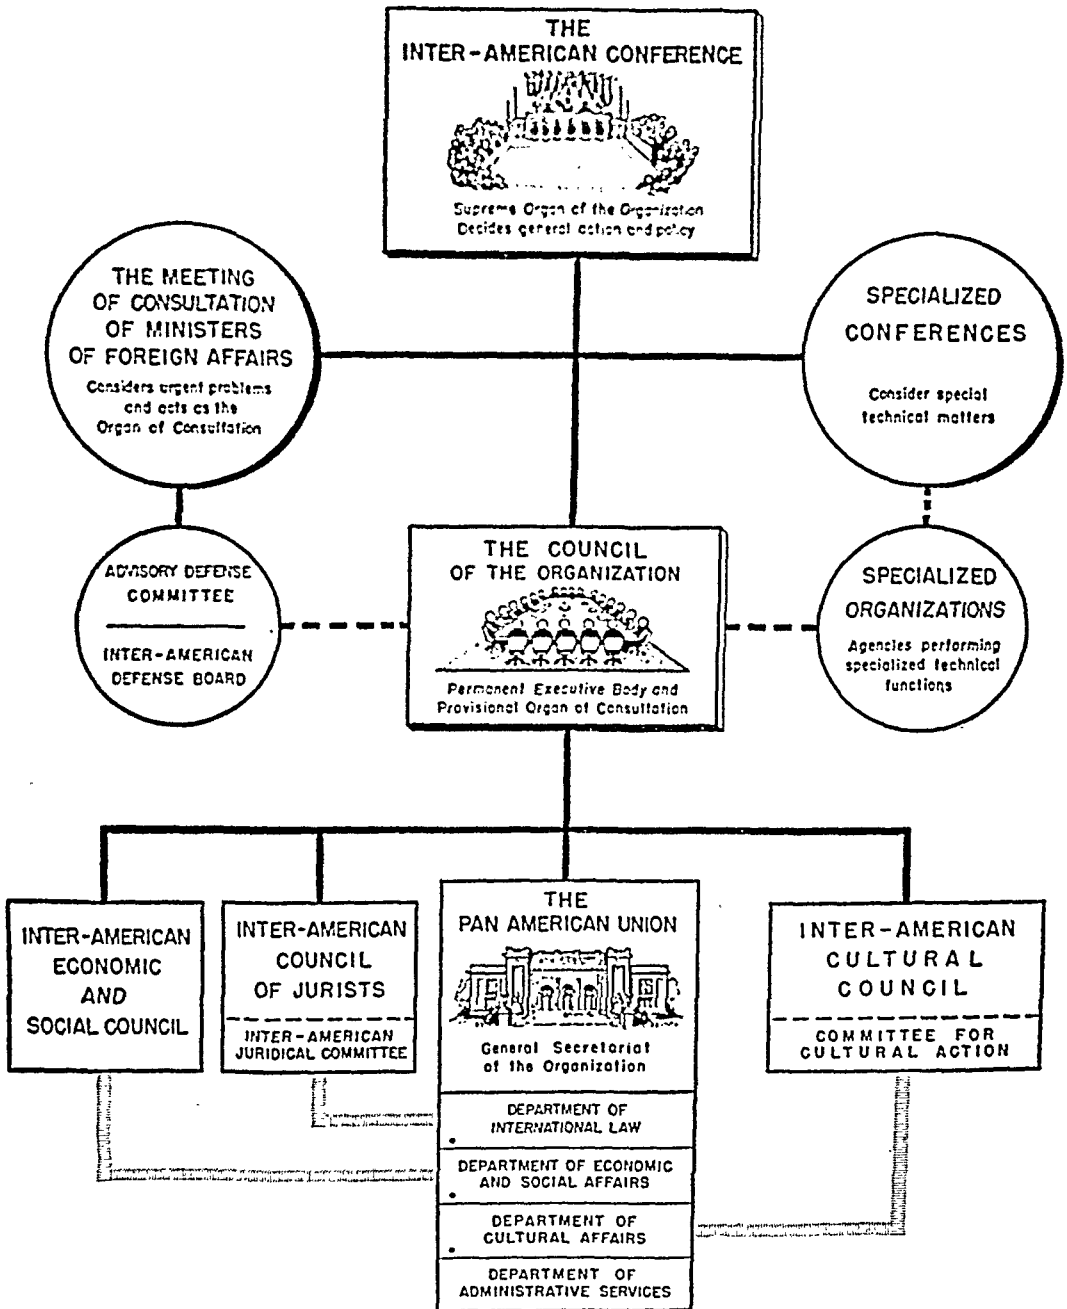 THE
INTER-AMERICAN CONFERENCE
Supreme Organ of the Organization
Decides general action and policy
THE MEETING
OF CONSULTATION
OF MINISTERS
OF FOREIGN AFFAIRS
Considers urgent problems
and acts as the
Organ of Consultation
SPECIALIZED
CONFERENCES
Consider special
technical matters
ADVISORY DEFENSE
COMMITTEE
INTER-AMERICAN
DEFENSE BOARD
THE COUNCIL
OF THE ORGANIZATION
Permanent Executive Body and
Provisional Organ of Consultation
SPECIALIZED
ORGANIZATIONS
Agencies performing
specialized technical
functions
INTER-AMERICAN
ECONOMIC
AND
SOCIAL COUNCIL
INTER-AMERICAN
COUNCIL
OF JURISTS
INTER-AMERICAN
JURIDICAL COMMITTEE
THE
PAN AMERICAN UNION
General Secretariat
of the Organization
DEPARTMENT OF
INTERNATIONAL LAW
DEPARTMENT OF ECONOMIC
AND SOCIAL AFFAIRS
DEPARTMENT OF
CULTURAL AFFAIRS
DEPARTMENT OF
ADMINISTRATIVE SERVICES
INTER-AMERICAN
CULTURAL
COUNCIL
COMMITTEE FOR
CULTURAL ACTION